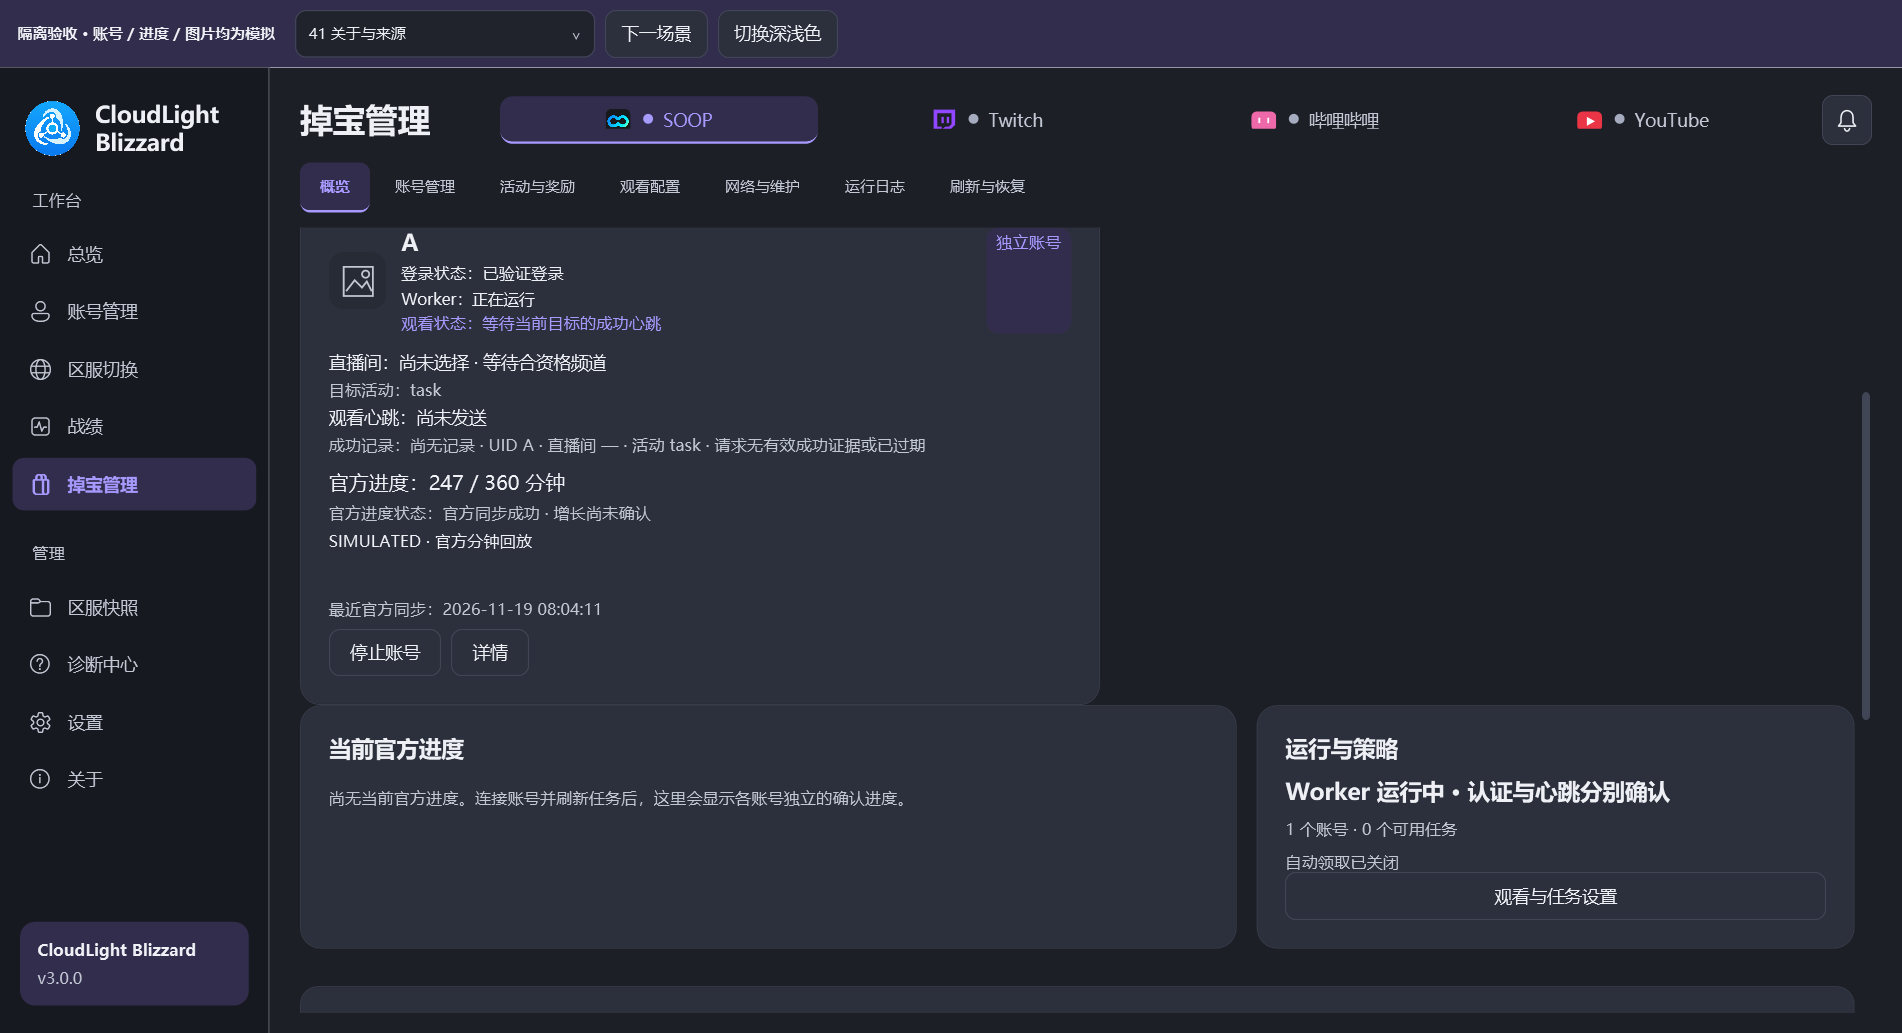 隔离验收 • 账号 / 进度 / 图片均为模拟
41 关于与来源
下一场景
切换深浅色
CloudLight
Blizzard
工作台
总览
账号管理
区服切换
战绩
掉宝管理
管理
区服快照
诊断中心
设置
关于
CloudLight Blizzard
v3.0.0
掉宝管理
SOOP
Twitch
哔哩哔哩
YouTube
概览
账号管理
活动与奖励
观看配置
网络与维护
运行日志
刷新与恢复
A
独立账号
登录状态：已验证登录
Worker：正在运行
观看状态：等待当前目标的成功心跳
直播间：尚未选择 · 等待合资格频道
目标活动：task
观看心跳：尚未发送
成功记录：尚无记录 · UID A · 直播间 — · 活动 task · 请求无有效成功证据或已过期
官方进度：247 / 360 分钟
官方进度状态：官方同步成功 · 增长尚未确认
SIMULATED · 官方分钟回放
最近官方同步：2026-11-19 08:04:11
停止账号
详情
当前官方进度
尚无当前官方进度。连接账号并刷新任务后，这里会显示各账号独立的确认进度。
运行与策略
Worker 运行中 • 认证与心跳分别确认
1 个账号 · 0 个可用任务
自动领取已关闭
观看与任务设置